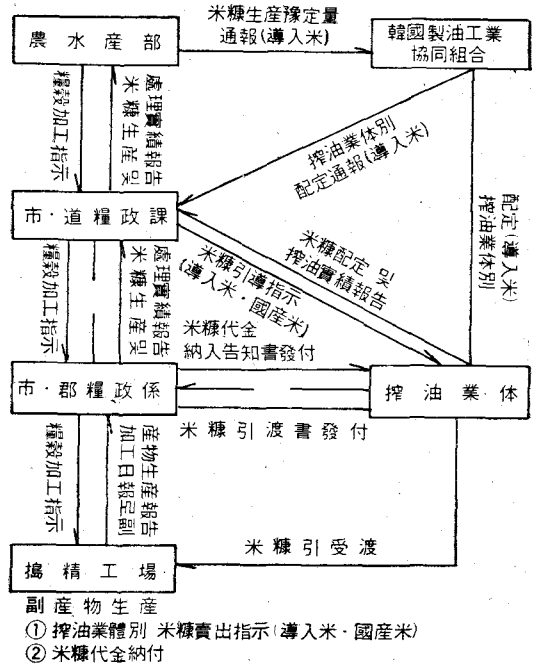 米糠生産豫定量
通報(導入米)
農水産部
韓國製油工業
協同組合
糧穀加工指示
處理實績報告
米糠生産및
搾油業体別
配定通報(導入米)
配定(導入米)
搾油業体別
市·道糧政課
米糠配定 및
搾油實績報告
米糠引導指示
(導入米·國産米)
糧穀加工指示
處理實績報告
米糠生産및
米糠代金
納入告知書發付
市·郡糧政係
搾油業体
米糠引渡書發付
糧穀加工指示
産物生産報告
加工日報및副
米糠引受渡
搗精工場
副産物生産
① 搾油業體別 米糠賣出指示(導入米·國産米)
② 米糠代金納付